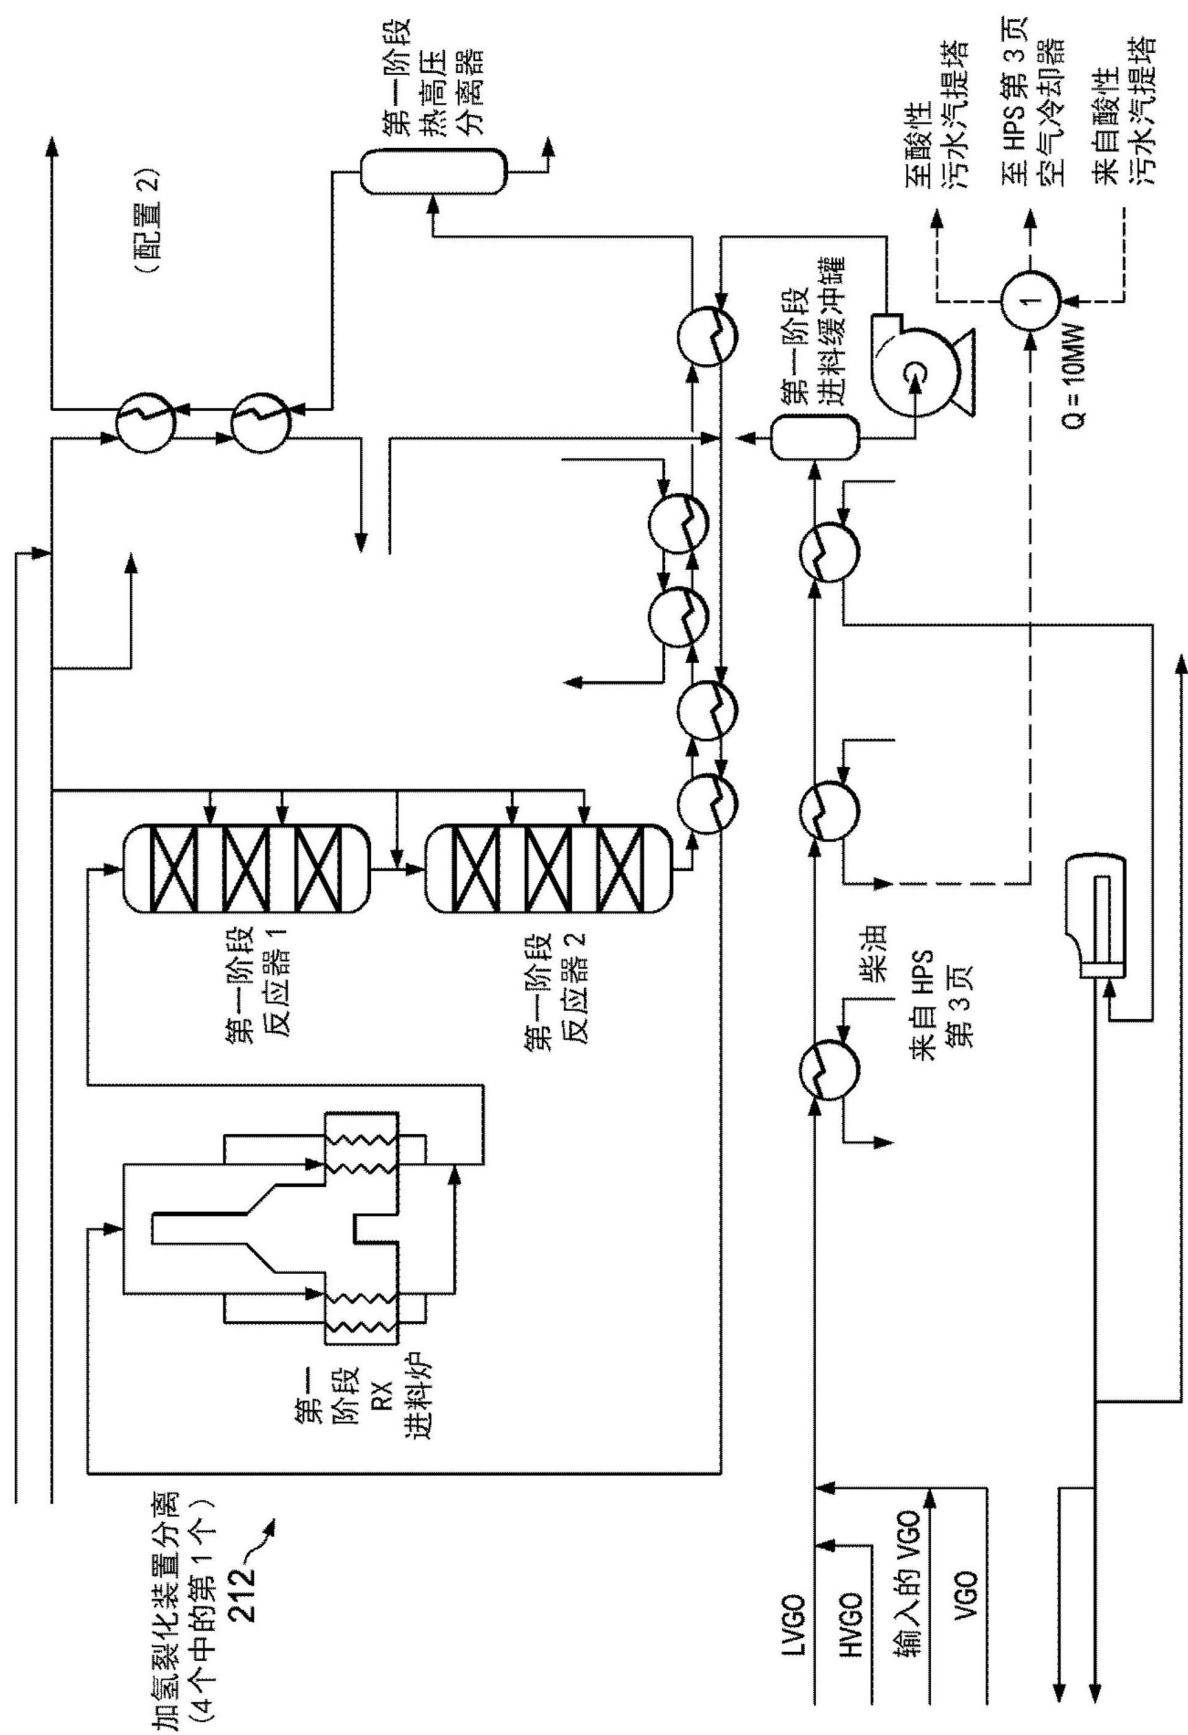 加氢裂化装置分离
(4个中的第1个)
212
(配置 2)
第一
阶段
RX
进料炉
第一阶段
反应器 1
第一阶段
反应器 2
第一阶段
热高压
分离器
第一阶段
进料缓冲罐
LVGO
HVGO
输入的 VGO
VGO
柴油
来自 HPS
第 3 页
1
Q = 10MW
至酸性
污水汽提塔
至 HPS 第 3 页
空气冷却器
来自酸性
污水汽提塔